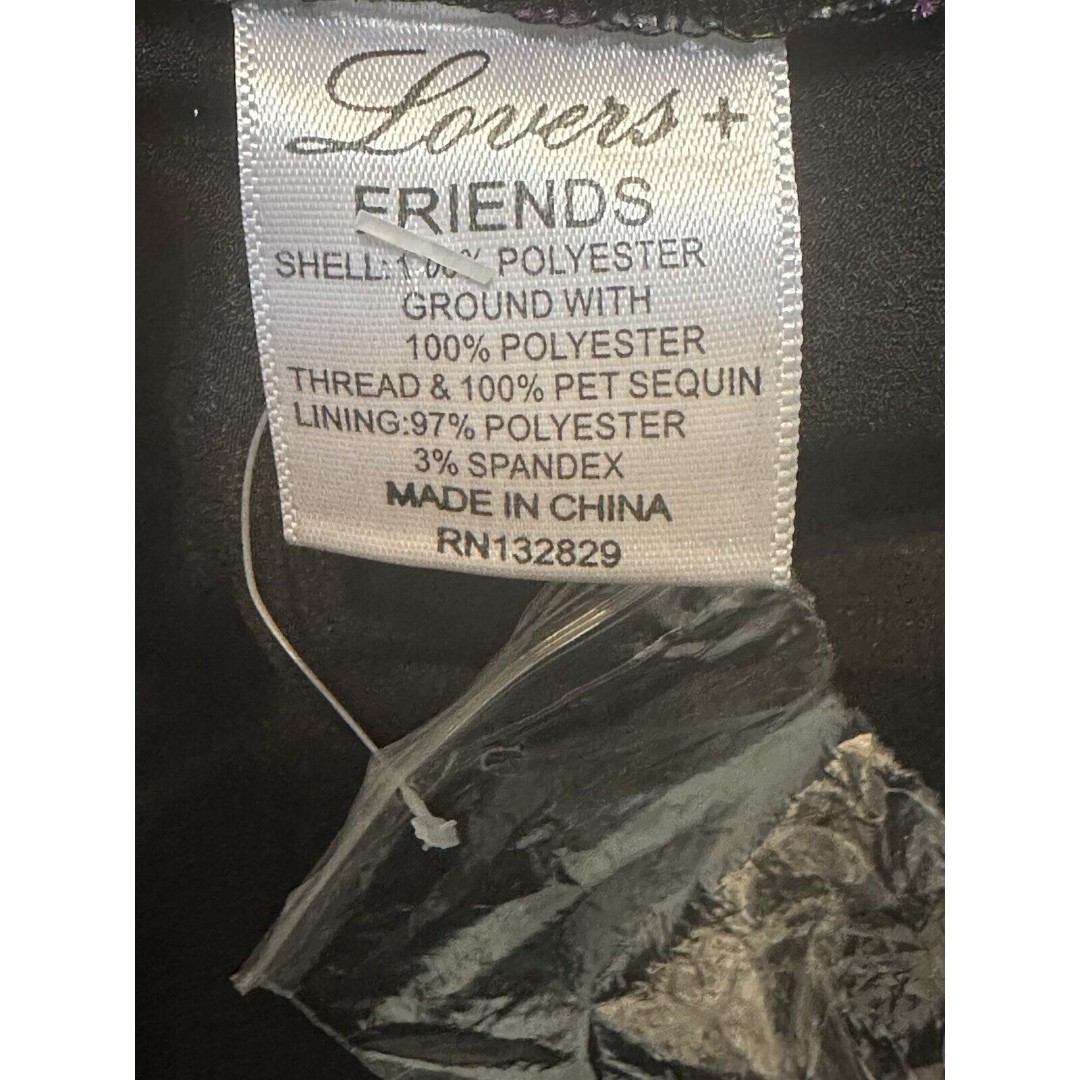 Lovers +
FRIENDS
SHELL:100% POLYESTER
GROUND WITH
100% POLYESTER
THREAD & 100% PET SEQUIN
LINING:97% POLYESTER
3% SPANDEX
MADE IN CHINA
RN132829